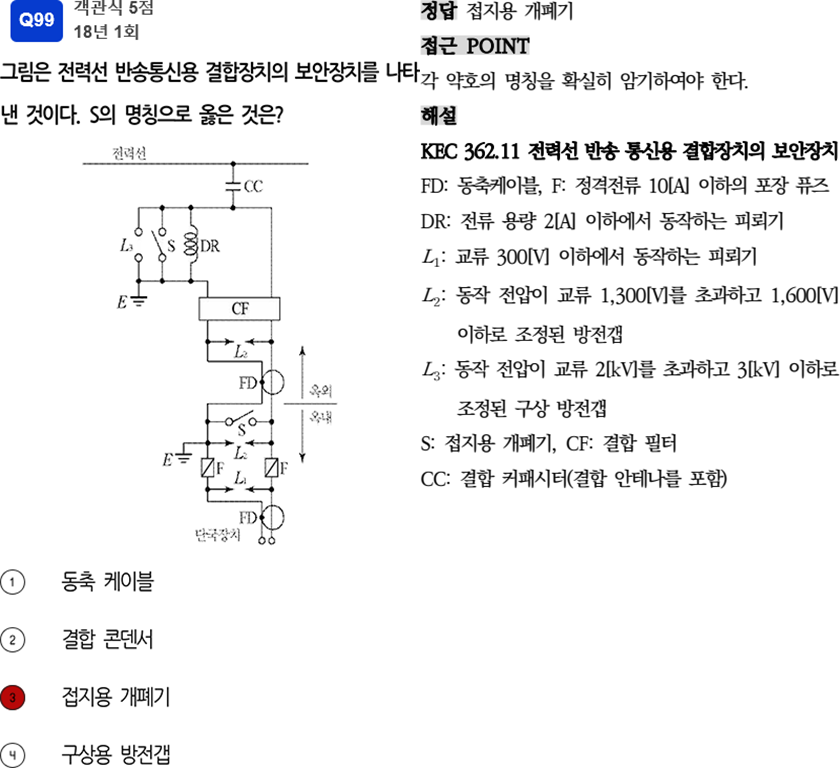 Q99
객관식 5점
18년 1회
그림은 전력선 반송통신용 결합장치의 보안장치를 나타
낸 것이다. S의 명칭으로 옳은 것은?
전력선
CC
L₃
S
DR
E
CF
L₂
FD
옥외
옥내
S
L₂
E
F
F
L₁
FD
단국장치
1 동축 케이블
2 결합 콘덴서
3 접지용 개폐기
4 구상용 방전갭
정답 접지용 개폐기
접근 POINT
각 약호의 명칭을 확실히 암기하여야 한다.
해설
KEC 362.11 전력선 반송 통신용 결합장치의 보안장치
FD: 동축케이블, F: 정격전류 10[A] 이하의 포장 퓨즈
DR: 전류 용량 2[A] 이하에서 동작하는 피뢰기
L₁: 교류 300[V] 이하에서 동작하는 피뢰기
L₂: 동작 전압이 교류 1,300[V]를 초과하고 1,600[V]
이하로 조정된 방전갭
L₃: 동작 전압이 교류 2[kV]를 초과하고 3[kV] 이하로
조정된 구상 방전갭
S: 접지용 개폐기, CF: 결합 필터
CC: 결합 커패시터(결합 안테나를 포함)